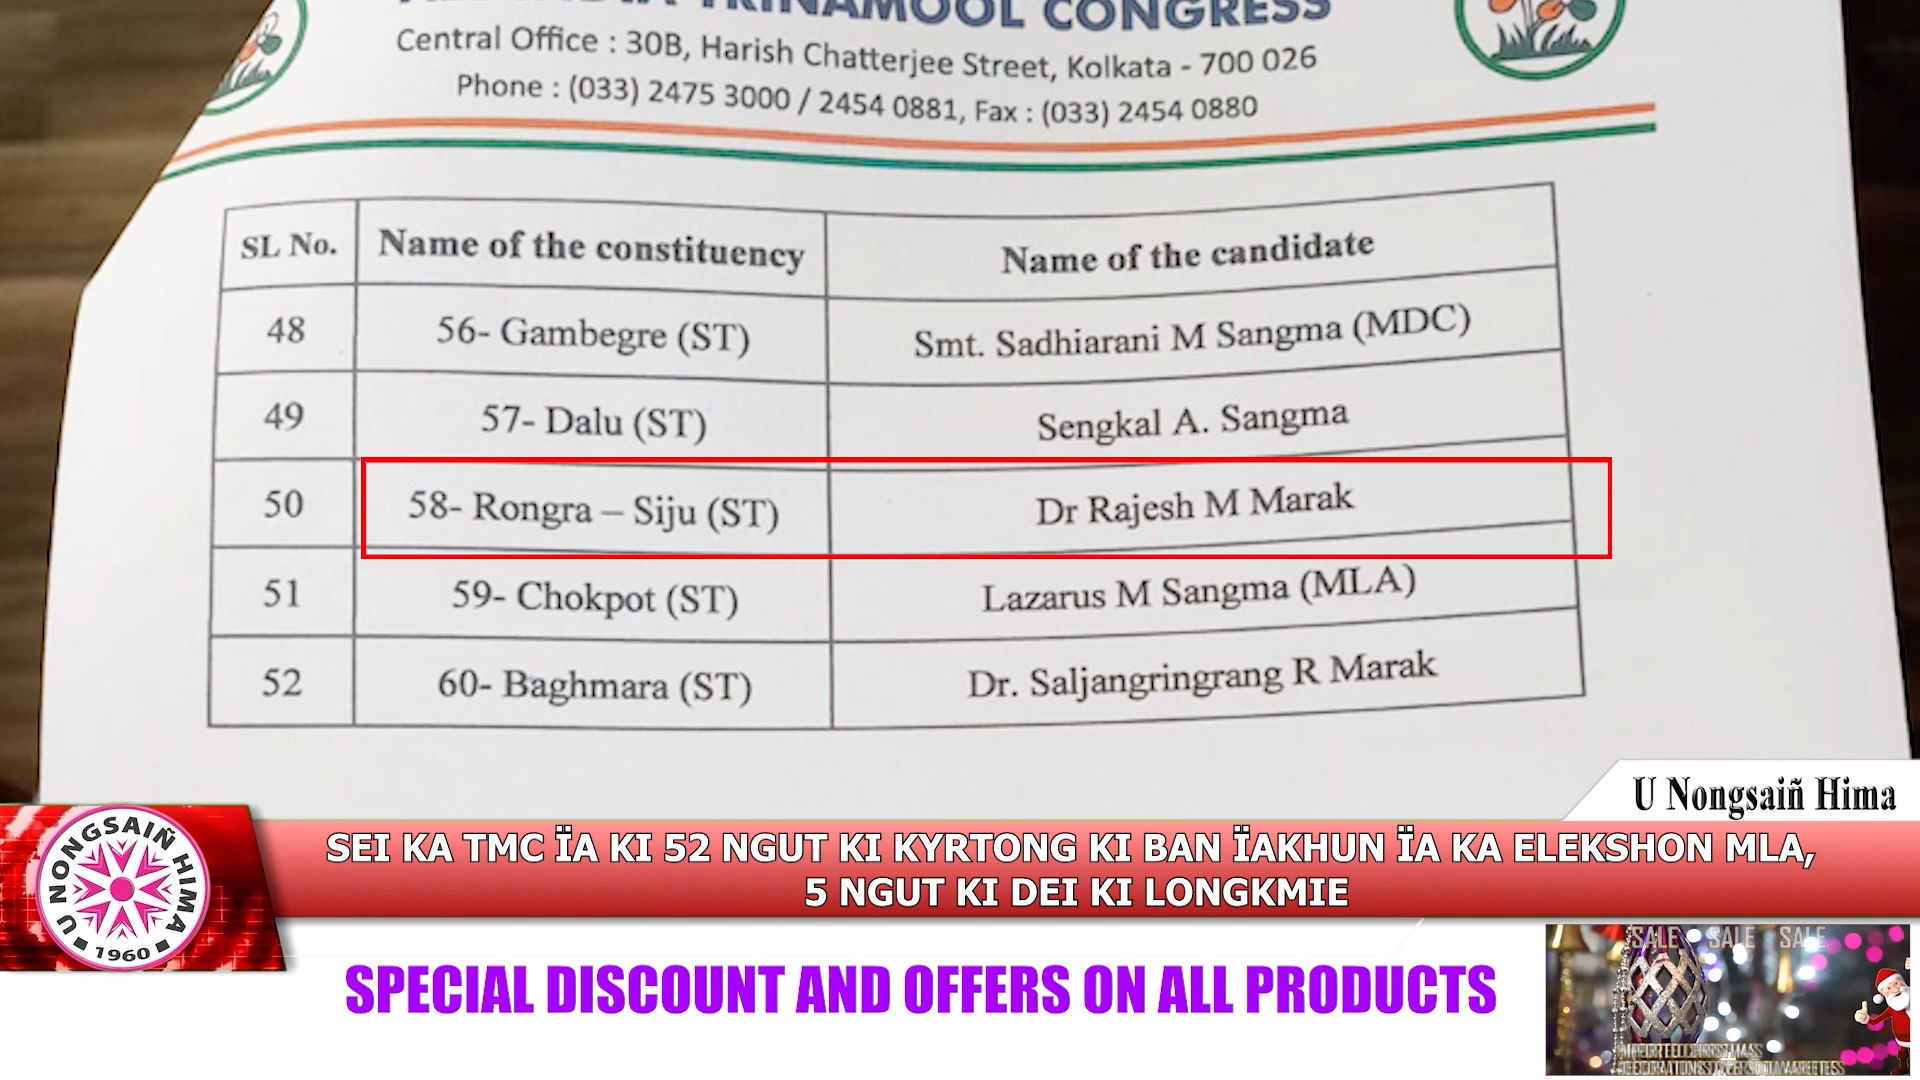 ALL INDIA TRINAMOOL CONGRESS
Central Office : 30B, Harish Chatterjee Street, Kolkata - 700 026
Phone : (033) 2475 3000 / 2454 0881, Fax : (033) 2454 0880
SL No. Name of the constituency Name of the candidate
48 56- Gambegre (ST) Smt. Sadhiarani M Sangma (MDC)
49 57- Dalu (ST) Sengkal A. Sangma
50 58- Rongra – Siju (ST) Dr Rajesh M Marak
51 59- Chokpot (ST) Lazarus M Sangma (MLA)
52 60- Baghmara (ST) Dr. Saljangringrang R Marak
U Nongsaiñ Hima
U NONGSAIÑ HIMA
1960
SEI KA TMC ÏA KI 52 NGUT KI KYRTONG KI BAN ÏAKHUN ÏA KA ELEKSHON MLA,
5 NGUT KI DEI KI LONGKMIE
SPECIAL DISCOUNT AND OFFERS ON ALL PRODUCTS
SALE SALE SALE